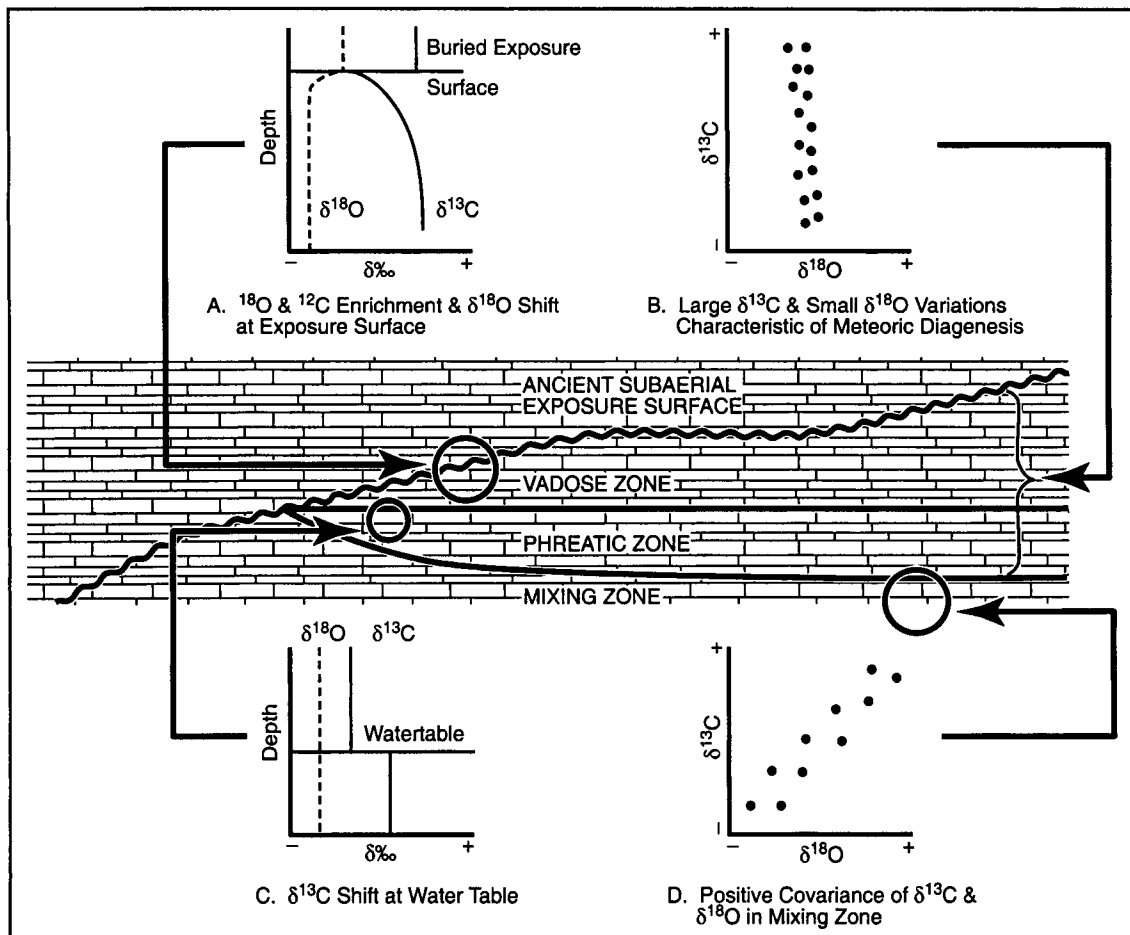 Buried Exposure
Surface
Depth
δ¹⁸O
δ¹³C
−
δ‰
+
A. ¹⁸O & ¹²C Enrichment & δ¹⁸O Shift
at Exposure Surface
+
δ¹³C
−
δ¹⁸O
+
B. Large δ¹³C & Small δ¹⁸O Variations
Characteristic of Meteoric Diagenesis
ANCIENT SUBAERIAL
EXPOSURE SURFACE
VADOSE ZONE
PHREATIC ZONE
MIXING ZONE
δ¹⁸O
δ¹³C
Depth
Watertable
−
δ‰
+
C. δ¹³C Shift at Water Table
+
δ¹³C
−
−
δ¹⁸O
+
D. Positive Covariance of δ¹³C &
δ¹⁸O in Mixing Zone